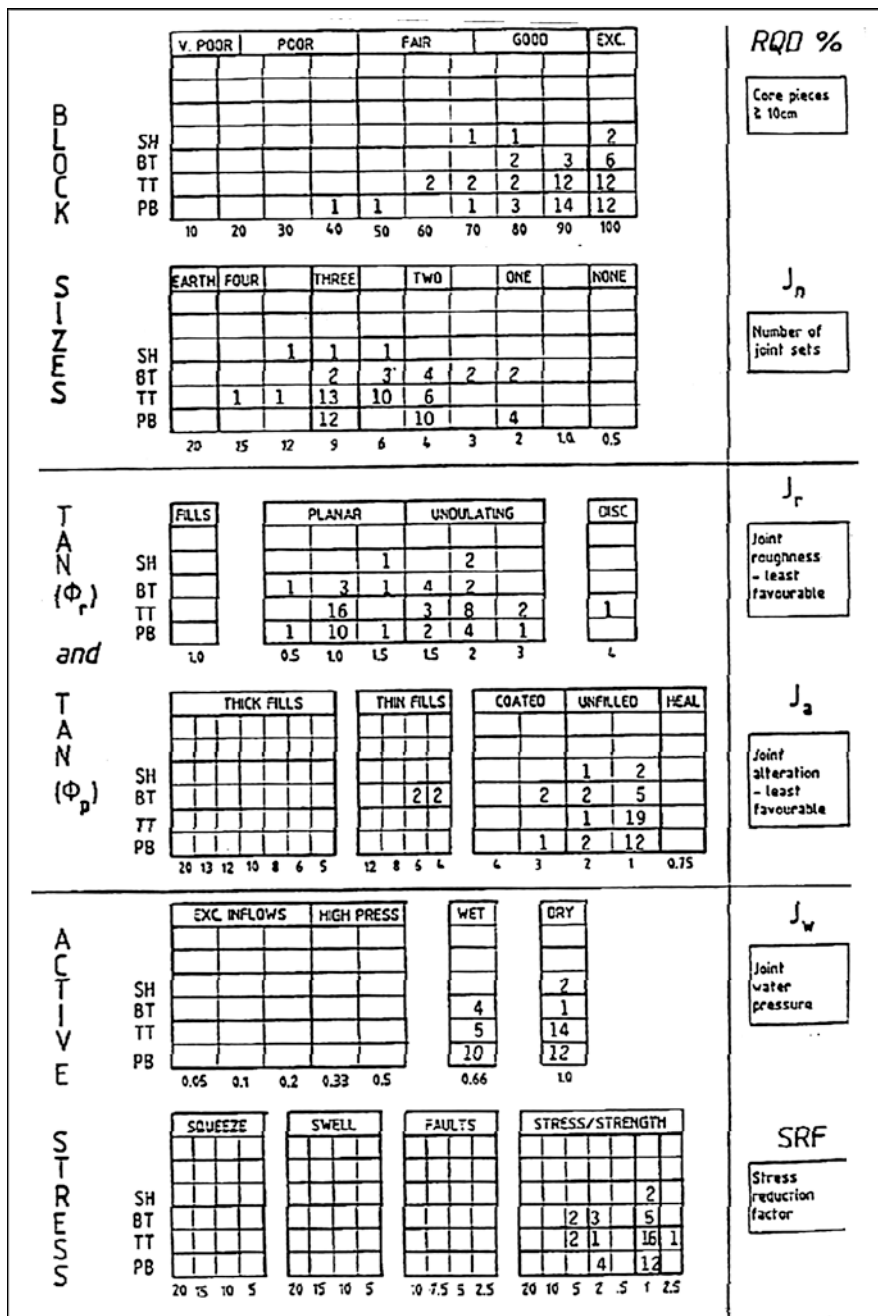 V. POOR POOR FAIR GOOD EXC.
RQD %
Core pieces
≥ 10cm
BLOCK
SH 1 1 2
BT 2 3 6
TT 2 2 2 12 12
PB 1 1 1 3 14 12
10 20 30 40 50 60 70 80 90 100
SIZES
EARTH FOUR THREE TWO ONE NONE
Jn
Number of
joint sets
SH 1 1 1
BT 2 3 4 2 2
TT 1 1 13 10 6
PB 12 10 4
20 15 12 9 6 4 3 2 1.0 0.5
TAN
(Φr)
and
FILLS PLANAR UNDULATING DISC
Jr
Joint
roughness
- least
favourable
SH 1 2
BT 1 3 1 4 2
TT 16 3 8 2 1
PB 1 10 1 2 4 1
1.0 0.5 1.0 1.5 1.5 2 3 4
TAN
(Φp)
THICK FILLS THIN FILLS COATED UNFILLED HEAL
Ja
Joint
alteration
- least
favourable
SH 1 2
BT 2 2 2 2 5
TT 1 19
PB 1 2 12
20 13 12 10 8 6 5 12 8 6 4 4 3 2 1 0.75
ACTIVE
EXC. INFLOWS HIGH PRESS WET DRY
Jw
Joint
water
pressure
SH 2
BT 4 1
TT 5 14
PB 10 12
0.05 0.1 0.2 0.33 0.5 0.66 1.0
STRESS
SQUEEZE SWELL FAULTS STRESS/STRENGTH
SRF
Stress
reduction
factor
SH 2
BT 2 3 5
TT 2 1 16 1
PB 4 12
20 15 10 5 20 15 10 5 10 7.5 5 2.5 20 10 5 2 .5 1 2.5